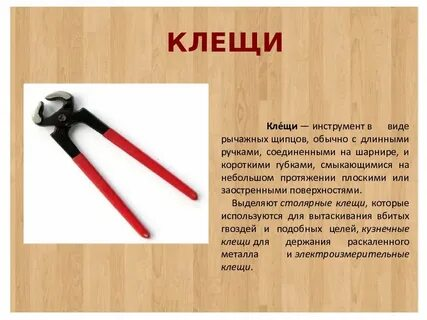 КЛЕЩИ
Кле́щи — инструмент в виде
рычажных щипцов, обычно с длинными
ручками, соединенными на шарнире, и
короткими губками, смыкающимися на
небольшом протяжении плоскими или
заостренными поверхностями.
Выделяют столярные клещи, которые
используются для вытаскивания вбитых
гвоздей и подобных целей, кузнечные
клещи для держания раскаленного
металла и электроизмерительные
клещи.